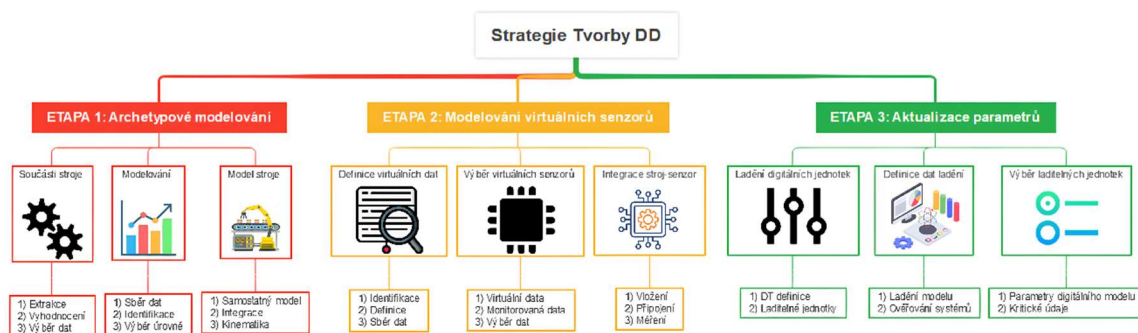 Strategie Tvorby DD
ETAPA 1: Archetypové modelování
Součásti stroje
1) Extrakce
2) Vyhodnocení
3) Výběr dat
Modelování
1) Sběr dat
2) Identifikace
3) Výběr úrovně
Model stroje
1) Samostatný model
2) Integrace
3) Kinematika
ETAPA 2: Modelování virtuálních senzorů
Definice virtuálních dat
1) Identifikace
2) Definice
3) Sběr dat
Výběr virtuálních senzorů
1) Virtuální data
2) Monitorovaná data
3) Výběr dat
Integrace stroj-senzor
1) Vložení
2) Připojení
3) Měření
ETAPA 3: Aktualizace parametrů
Ladění digitálních jednotek
1) DT definice
2) Laditelné jednotky
Definice dat ladění
1) Ladění modelu
2) Ověřování systémů
Výběr laditelných jednotek
1) Parametry digitálního modelu
2) Kritické údaje